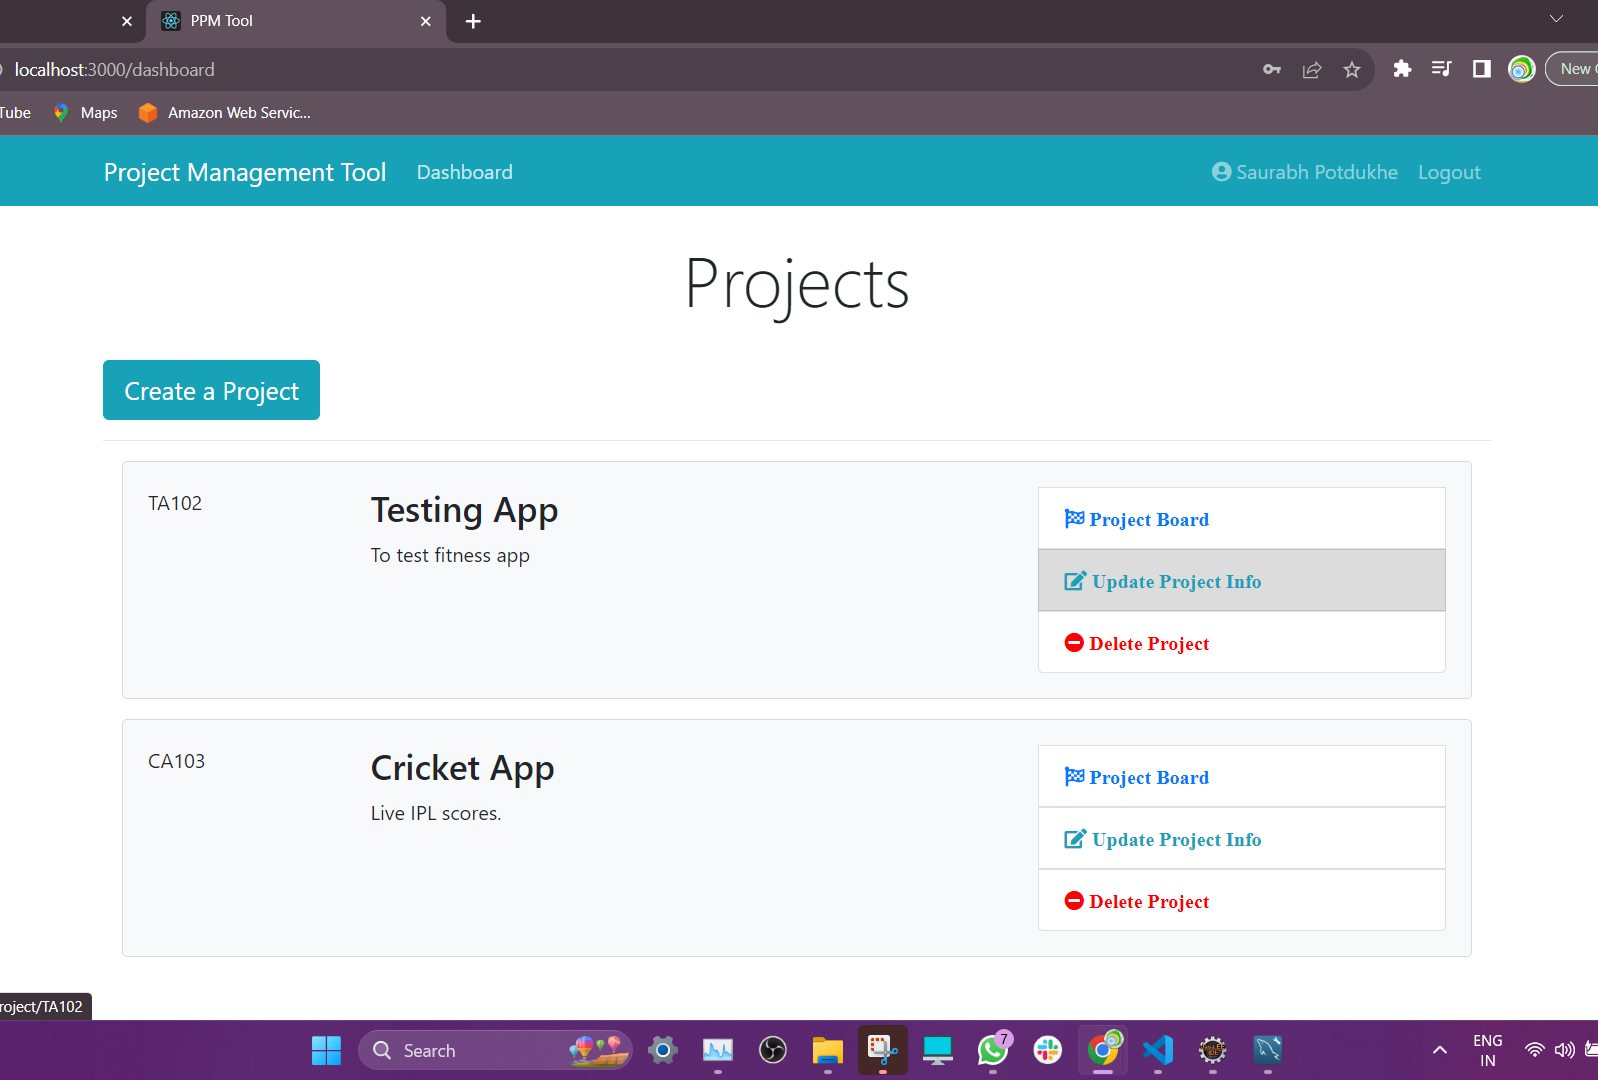 PPM Tool
localhost:3000/dashboard
New
Tube
Maps
Amazon Web Servic...
Project Management Tool
Dashboard
Saurabh Potdukhe
Logout
Projects
Create a Project
TA102
Testing App
To test fitness app
Project Board
Update Project Info
Delete Project
CA103
Cricket App
Live IPL scores.
Project Board
Update Project Info
Delete Project
roject/TA102
Search
7
ENG
IN